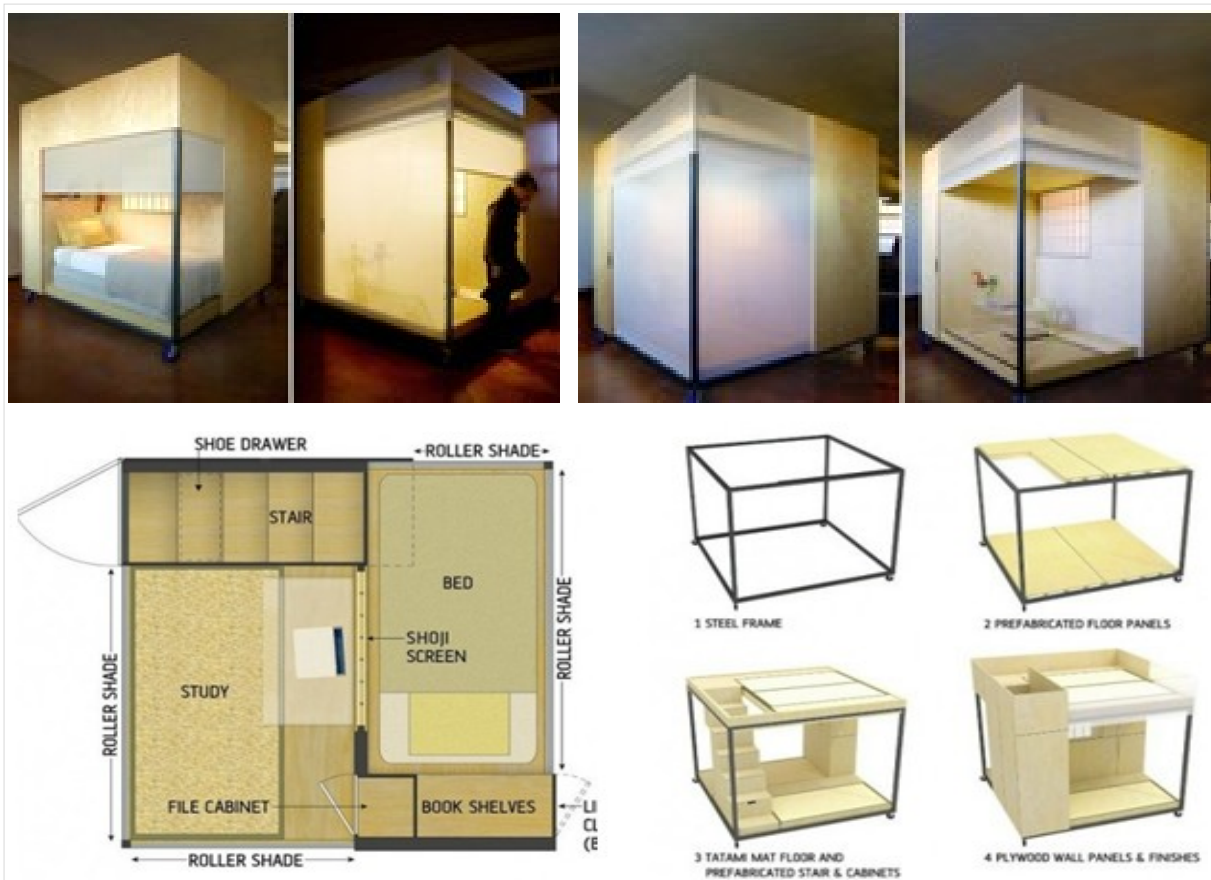 SHOE DRAWER
ROLLER SHADE
STAIR
BED
ROLLER SHADE
SHOJI
SCREEN
STUDY
ROLLER SHADE
FILE CABINET
BOOK SHELVES
ROLLER SHADE
1 STEEL FRAME
2 PREFABRICATED FLOOR PANELS
3 TATAMI MAT FLOOR AND
PREFABRICATED STAIR & CABINETS
4 PLYWOOD WALL PANELS & FINISHES